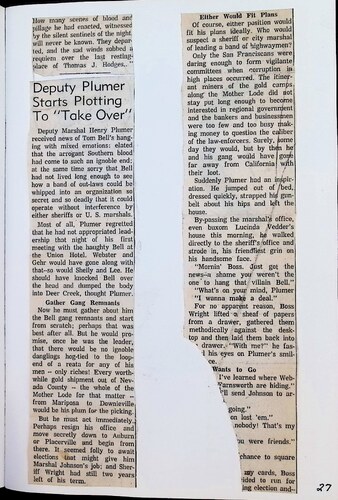 How many scenes of blood and
pillage he had enacted, witnessed
by the silent sentinels of the night
will never be known. They depar-
ted, and the sad winds sobbed a
requiem over the last resting-
place of Thomas J. Hodges.
Deputy Plumer
Starts Plotting
To "Take Over"
Deputy Marshal Henry Plumer
received news of Tom Bell's hang-
ing with mixed emotions: elated
that the arrogant Southern blood
had come to such an ignoble end;
at the same time sorry that Bell
had not lived long enough to see
how a band of out-laws could be
whipped into an organization so
secret and so deadly that it could
operate without interference by
either sheriffs or U. S. marshals.
Most of all, Plumer regretted
that he had not appropriated
leadership that night of his first
meeting with the haughty Bell at
the Union Hotel. Webster and
Gehr would have gone along with
that—so would Sheily and Lee. He
should have knocked Bell over
the head and dumped the body
into Deer Creek, thought Plumer.
Gather Gang Remnants
Now he must gather about him
the Bell gang remnants and start
from scratch; perhaps that was
best after all. But he would pro-
mise, once he was the leader,
that there would be no ignoble
danglings hog-tied to the loop-
end of a reata for any of his
men – only riches! Every worth-
while gold shipment out of Nev-
ada County – the whole of the
Mother Lode for that matter –
from Mariposa to Downieville
would be his plum for the picking.
But he must act immediately.
Perhaps resign his office and
move secretly down to Auburn
or Placerville and begin from
there. It seemed folly to await
elections that might give him
Marshal Johnson's job; and Sher-
iff Wright had still two years
left of his term.
Either Would Fit Plans
Of course, either position would
fit his plans ideally. Who would
suspect a sheriff or city marshal
of leading a band of highwaymen?
Only the San Franciscans were
daring enough to form vigilante
committees when corruption in
high places occurred. The itiner-
ant miners of the gold camps
along the Mother Lode did not
stay put long enough to become
interested in regional government
and the bankers and businessmen
were too few and too busy mak-
ing money to question the caliber
of the law-enforcers. Surely, some
day they would, but by then he
and his gang would have gone
far away from California with
their loot.
Suddenly Plumer had an inspir-
ation. He jumped out of bed,
dressed quickly, strapped his gun-
belt about his hips and left the
house.
By-passing the marshal's office,
even buxom Lucinda Vedder's
house this morning, he walked
directly to the sheriff's office and
strode in, his friendliest grin on
his handsome face.
"Mornin' Boss. Just got the
news—a shame you weren't the
one to hang that villain Bell."
"What's on your mind, Plumer"
"I wanna make a deal."
For no apparent reason, Boss
Wright lifted a sheaf of papers
from a drawer, gathered them
methodically against the desk-
top and then laid them back into
drawer. "With me?" he fas-
his eyes on Plumer's smil-
Wants to Go
I've learned where Web-
Warnsworth are hiding."
'll send Johnson to ar-
going."
on last 'em."
nobody! That's my
you were friends."
chance to square
my cards, Boss
cided to run for
ing election and
27